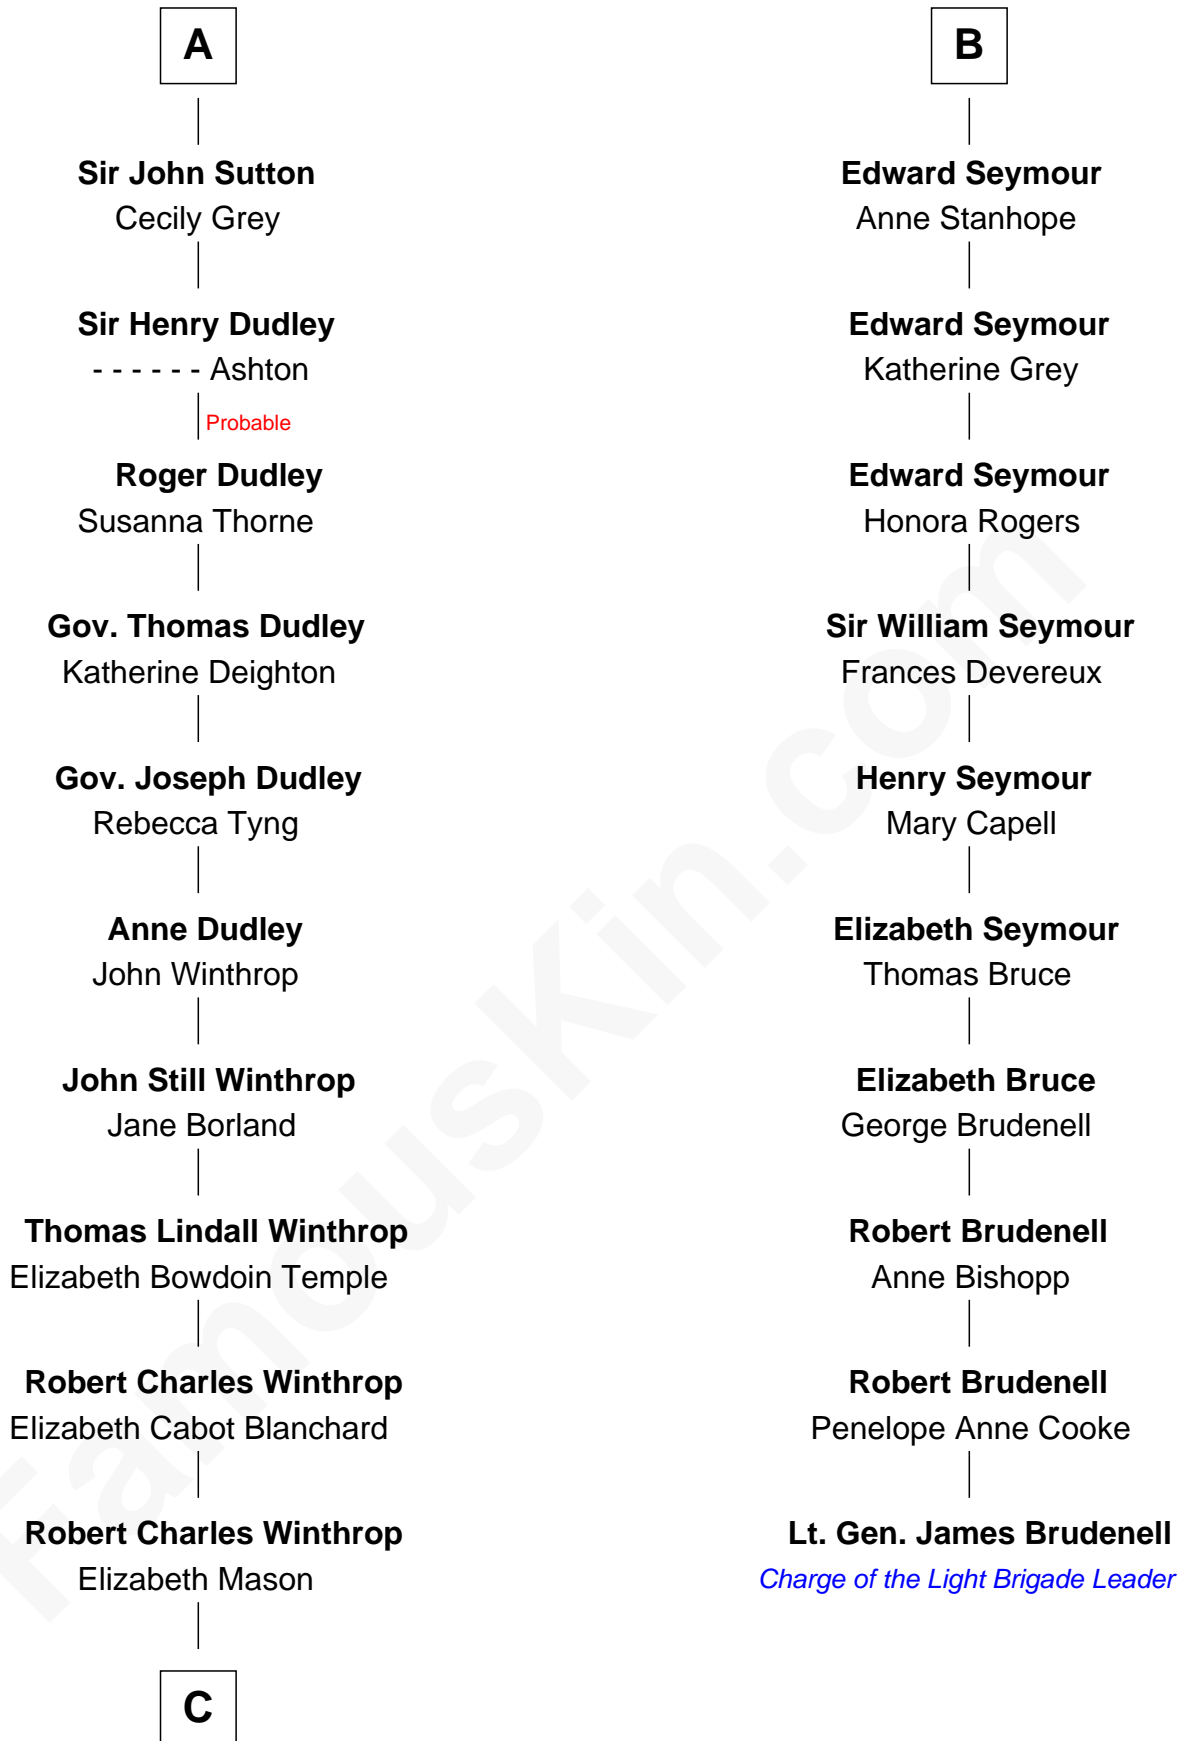 A
Sir John Sutton
Cecily Grey
Sir Henry Dudley
- - - - - - Ashton
Probable
Roger Dudley
Susanna Thorne
Gov. Thomas Dudley
Katherine Deighton
Gov. Joseph Dudley
Rebecca Tyng
Anne Dudley
John Winthrop
John Still Winthrop
Jane Borland
Thomas Lindall Winthrop
Elizabeth Bowdoin Temple
Robert Charles Winthrop
Elizabeth Cabot Blanchard
Robert Charles Winthrop
Elizabeth Mason
C
B
Edward Seymour
Anne Stanhope
Edward Seymour
Katherine Grey
Edward Seymour
Honora Rogers
Sir William Seymour
Frances Devereux
Henry Seymour
Mary Capell
Elizabeth Seymour
Thomas Bruce
Elizabeth Bruce
George Brudenell
Robert Brudenell
Anne Bishopp
Robert Brudenell
Penelope Anne Cooke
Lt. Gen. James Brudenell
Charge of the Light Brigade Leader
FamousKin.com